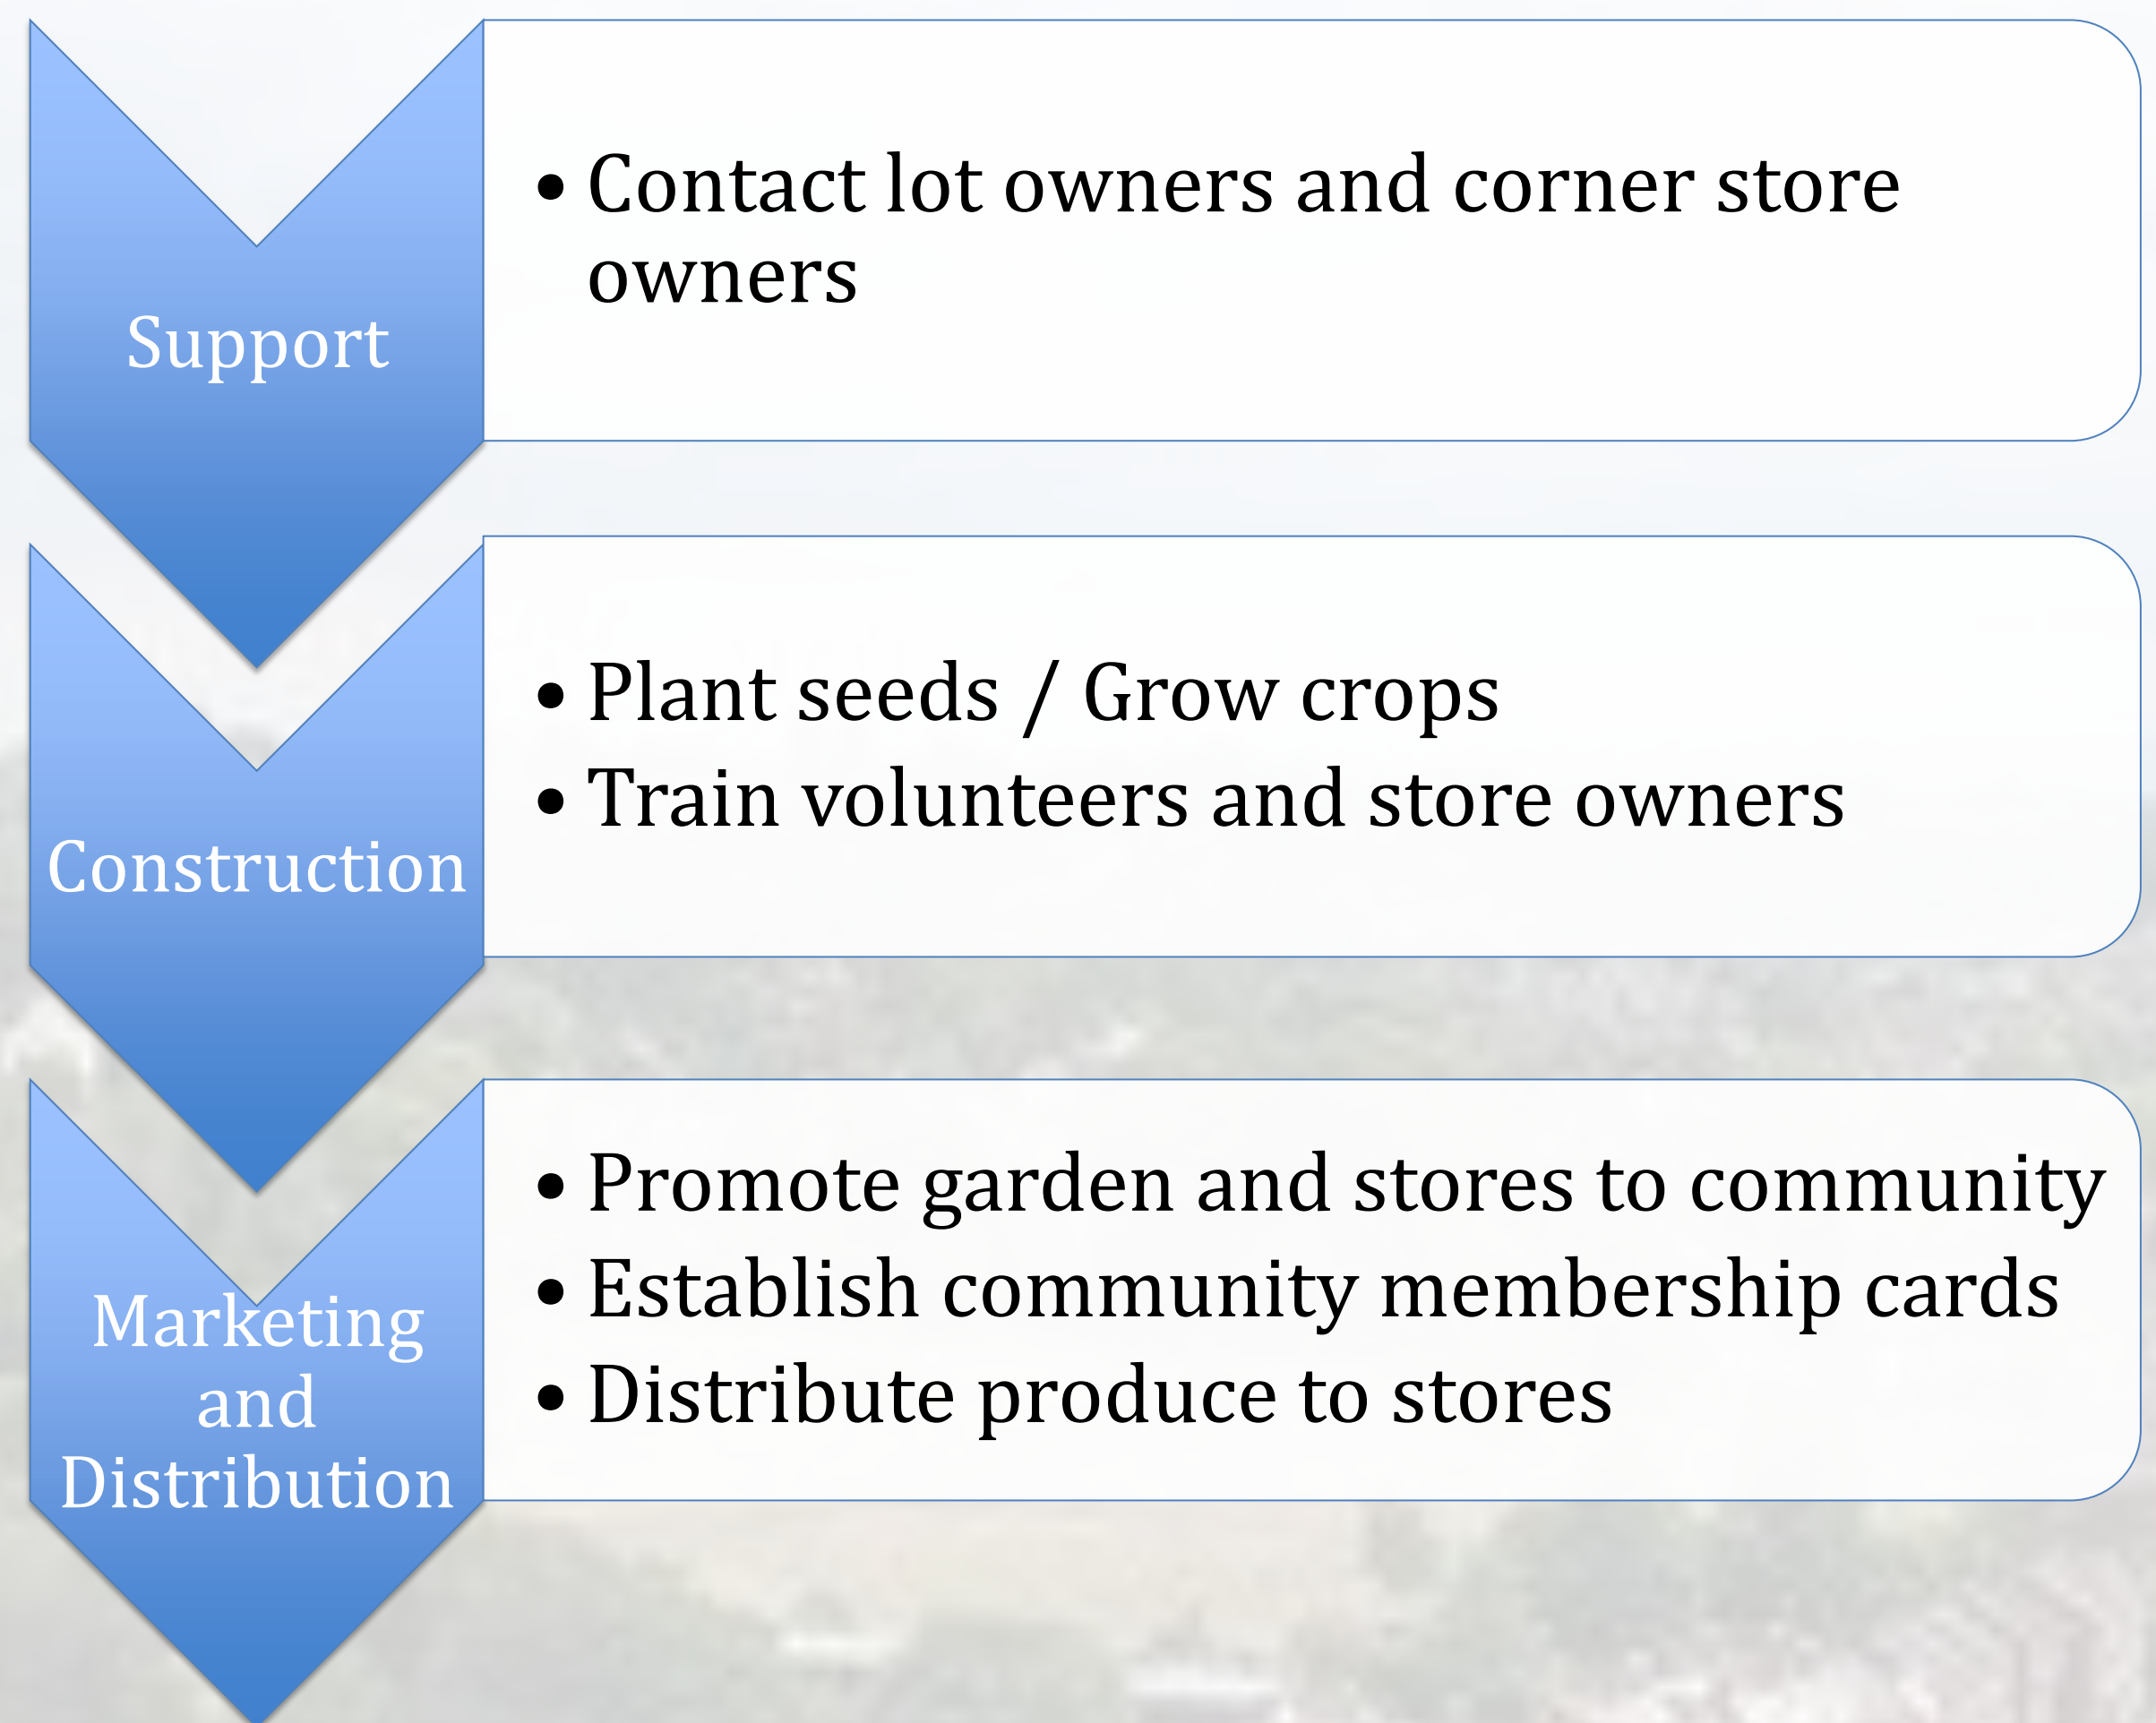 Support
• Contact lot owners and corner store
owners
Construction
• Plant seeds / Grow crops
• Train volunteers and store owners
Marketing
and
Distribution
• Promote garden and stores to community
• Establish community membership cards
• Distribute produce to stores